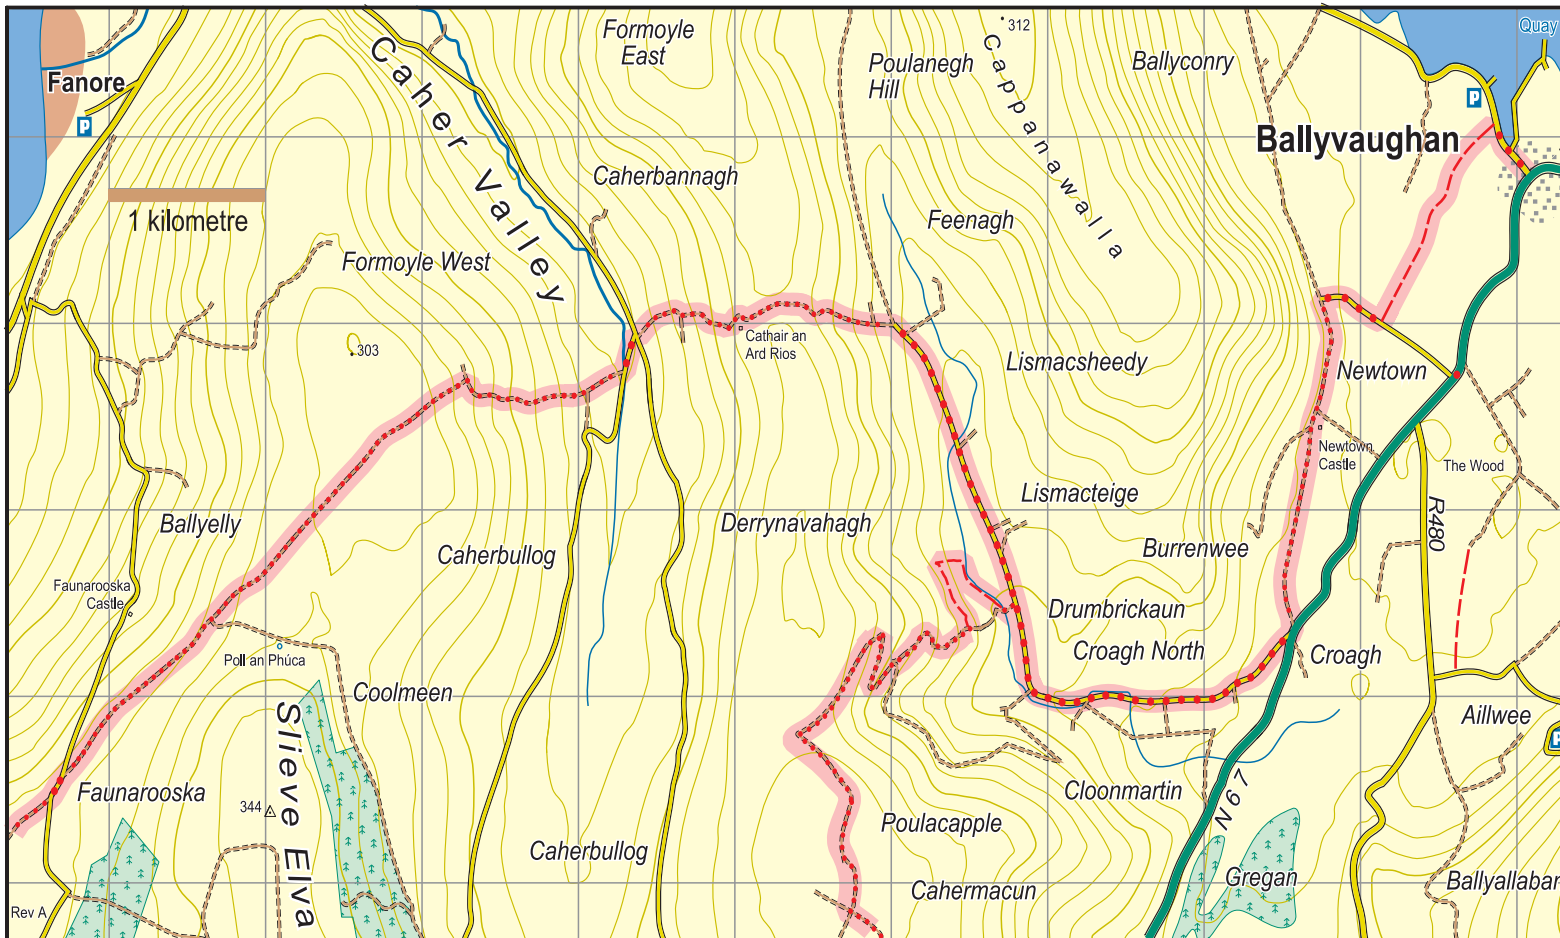 Formoyle
East
312
Quay
Caher Valley
Cappanawalla
Poulanegh
Hill
Ballyconry
Fanore
P
P
Ballyvaughan
Caherbannagh
1 kilometre
Feenagh
Formoyle West
303
Cathair an
Ard Rios
Lismacsheedy
Newtown
Newtown
Castle
The Wood
Lismacteige
R480
Ballyelly
Derrynavahagh
Caherbullog
Burrenwee
Faunarooska
Castle
Drumbrickaun
Croagh North
Croagh
Poll an Phúca
Coolmeen
Slieve Elva
Aillwee
P
Faunarooska
344
Cloonmartin
N67
Poulacapple
Caherbullog
Cahermacun
Gregan
Ballyallaban
Rev A